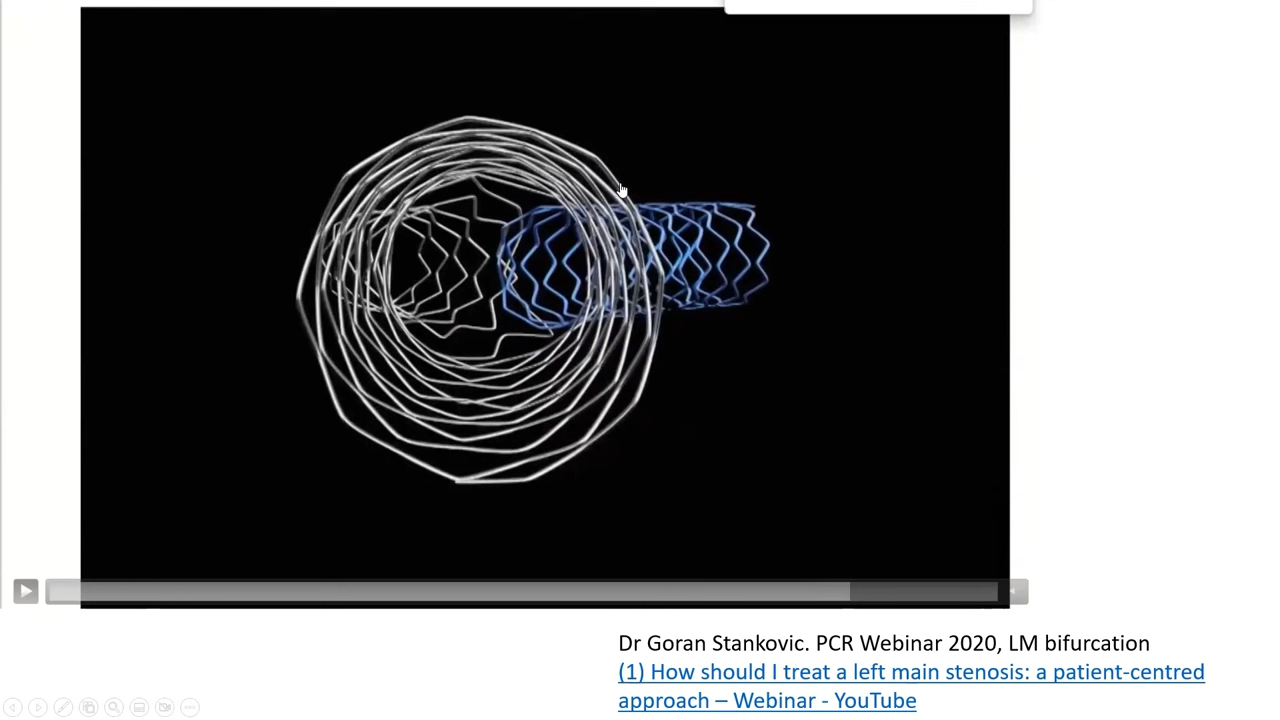 Dr Goran Stankovic. PCR Webinar 2020, LM bifurcation
(1) How should I treat a left main stenosis: a patient-centred
approach – Webinar - YouTube